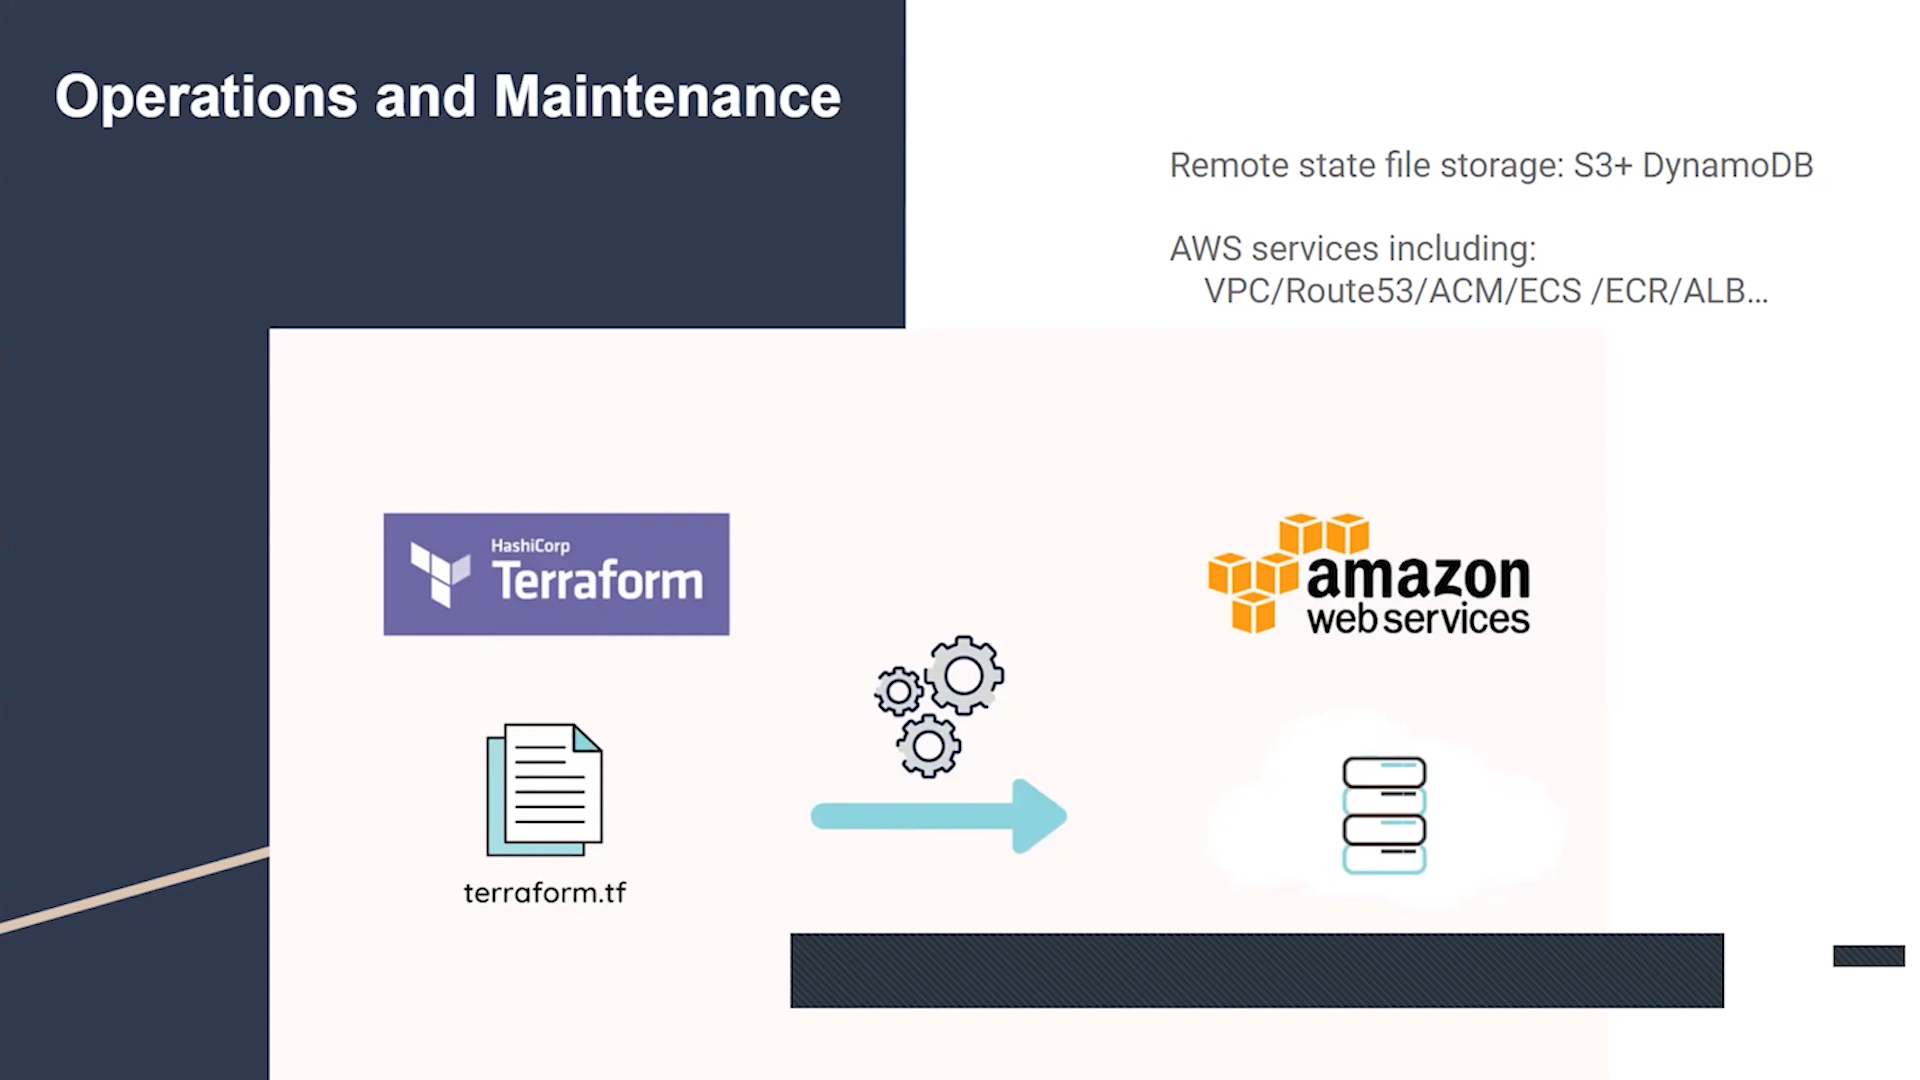 Operations and Maintenance
Remote state file storage: S3+ DynamoDB
AWS services including:
VPC/Route53/ACM/ECS /ECR/ALB...
HashiCorp
Terraform
amazon
web services
terraform.tf